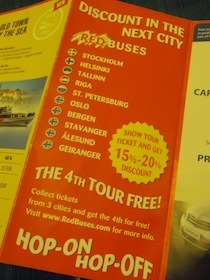 NEW
OLD-TOWN
BY THE SEA
DISCOUNT IN THE
NEXT CITY
RED BUSES
STOCKHOLM
HELSINKI
TALLINN
RIGA
ST. PETERSBURG
OSLO
BERGEN
STAVANGER
ÅLESUND
GEIRANGER
SHOW YOUR
TICKET AND GET
15%-20%
DISCOUNT
THE 4TH TOUR FREE!
Collect tickets
from 3 cities and get the 4th for free!
Visit www.RedBuses.com for more info.
HOP-ON
HOP-OFF